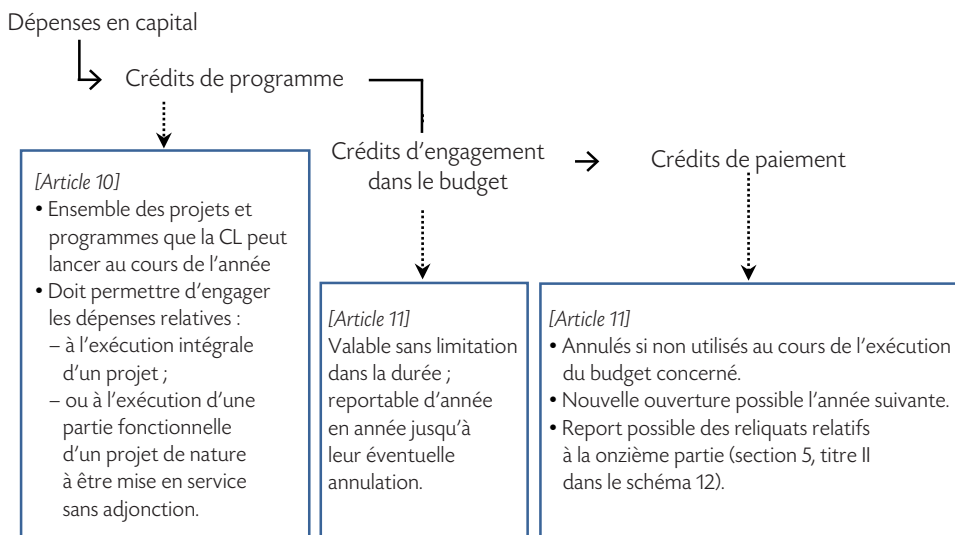 Dépenses en capital
Crédits de programme
Crédits d'engagement
dans le budget
Crédits de paiement
[Article 10]
• Ensemble des projets et
programmes que la CL peut
lancer au cours de l'année
• Doit permettre d'engager
les dépenses relatives :
– à l'exécution intégrale
d'un projet ;
– ou à l'exécution d'une
partie fonctionnelle
d'un projet de nature
à être mise en service
sans adjonction.
[Article 11]
Valable sans limitation
dans la durée ;
reportable d'année
en année jusqu'à
leur éventuelle
annulation.
[Article 11]
• Annulés si non utilisés au cours de l'exécution
du budget concerné.
• Nouvelle ouverture possible l'année suivante.
• Report possible des reliquats relatifs
à la onzième partie (section 5, titre II
dans le schéma 12).